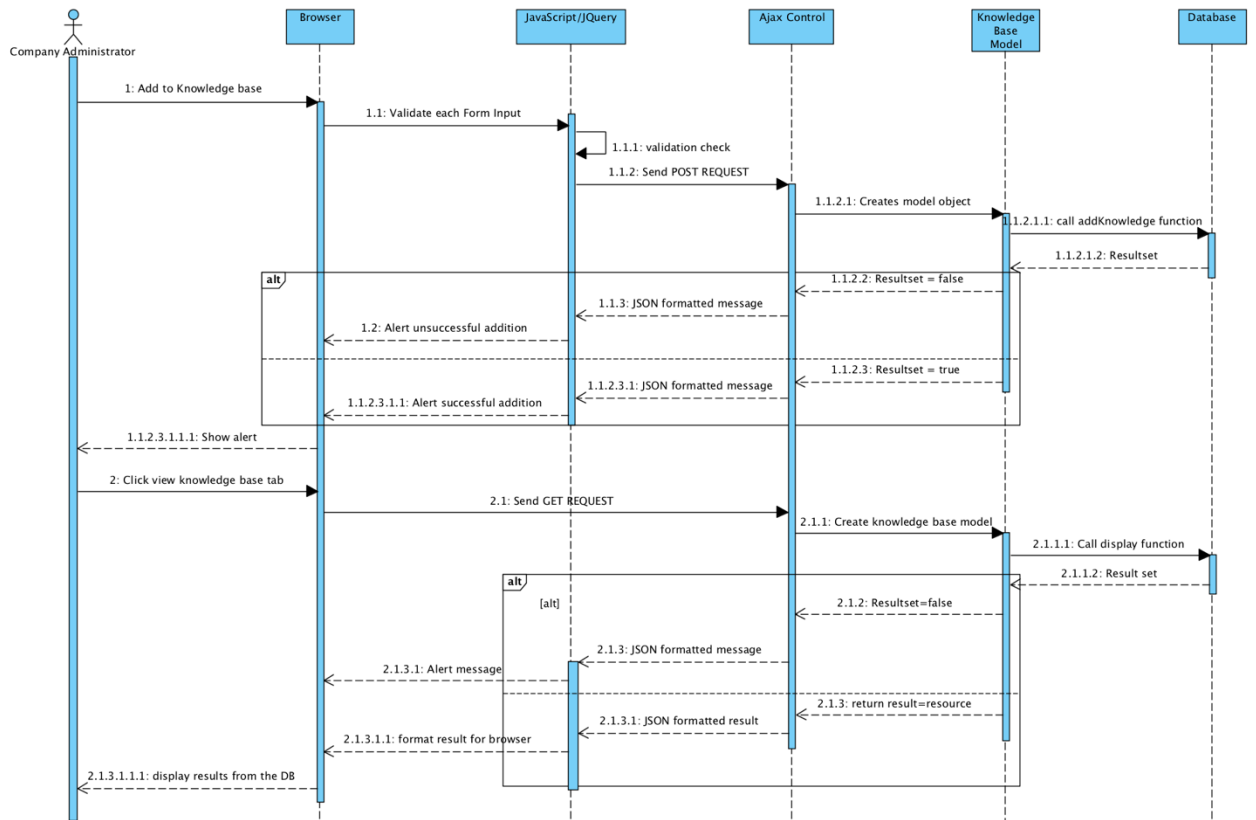 Company Administrator
Browser
JavaScript/JQuery
Ajax Control
Knowledge
Base
Model
Database
1: Add to Knowledge base
1.1: Validate each Form Input
1.1.1: validation check
1.1.2: Send POST REQUEST
1.1.2.1: Creates model object
1.1.2.1.1: call addKnowledge function
1.1.2.1.2: Resultset
alt
1.1.2.2: Resultset = false
1.1.3: JSON formatted message
1.2: Alert unsuccessful addition
1.1.2.3: Resultset = true
1.1.2.3.1: JSON formatted message
1.1.2.3.1.1: Alert successful addition
1.1.2.3.1.1.1: Show alert
2: Click view knowledge base tab
2.1: Send GET REQUEST
2.1.1: Create knowledge base model
2.1.1.1: Call display function
2.1.1.2: Result set
alt
[alt]
2.1.2: Resultset=false
2.1.3: JSON formatted message
2.1.3.1: Alert message
2.1.3: return result=resource
2.1.3.1: JSON formatted result
2.1.3.1.1: format result for browser
2.1.3.1.1.1: display results from the DB